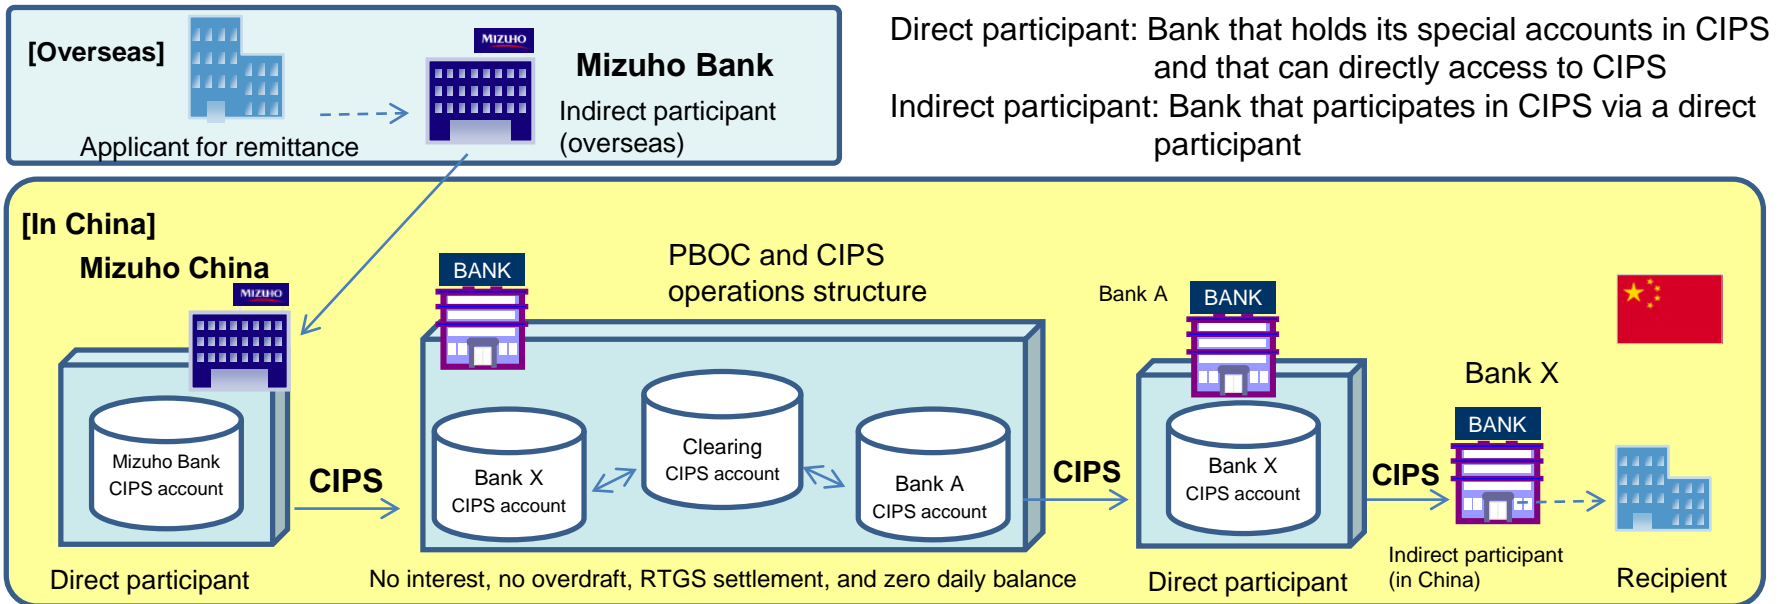 [Overseas]
MIZUHO
Mizuho Bank
Indirect participant
(overseas)
Applicant for remittance
Direct participant: Bank that holds its special accounts in CIPS
and that can directly access to CIPS
Indirect participant: Bank that participates in CIPS via a direct
participant
[In China]
Mizuho China
MIZUHO
Mizuho Bank
CIPS account
Direct participant
CIPS
BANK
PBOC and CIPS
operations structure
Bank X
CIPS account
Clearing
CIPS account
Bank A
CIPS account
No interest, no overdraft, RTGS settlement, and zero daily balance
CIPS
Bank A
BANK
Bank X
CIPS account
Direct participant
CIPS
Bank X
BANK
Indirect participant
(in China)
Recipient